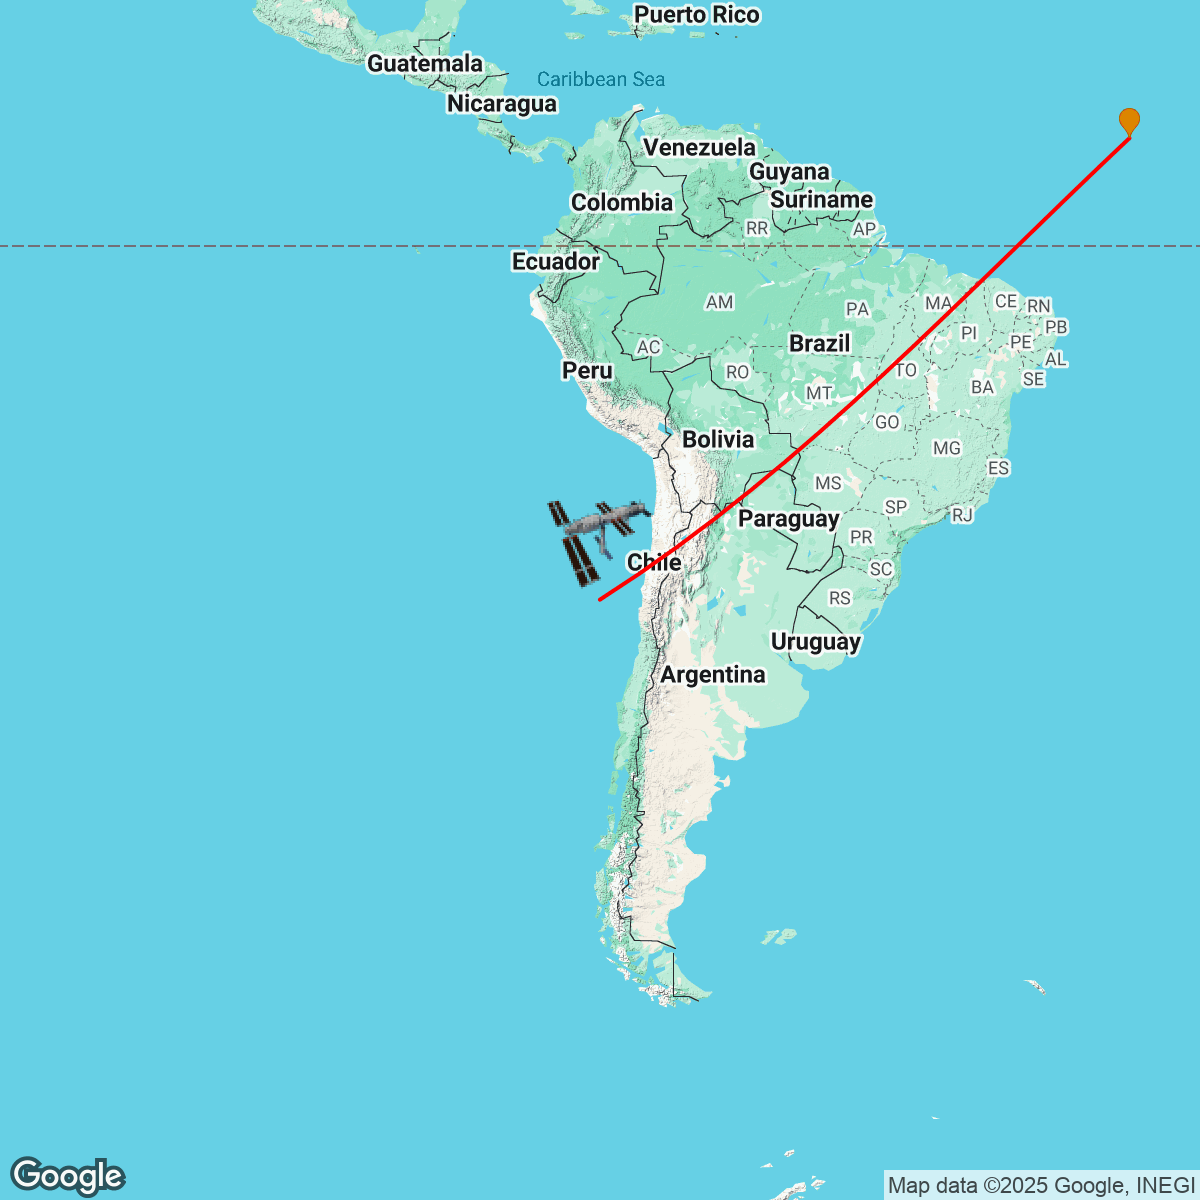 Puerto Rico
Guatemala
Caribbean Sea
Nicaragua
Venezuela
Guyana
Colombia
Suriname
RR
AP
Ecuador
AM
PA
MA
CE
RN
PI
PB
Brazil
PE
AC
AL
Peru
RO
TO
SE
MT
BA
GO
Bolivia
MG
ES
MS
SP
RJ
Paraguay
PR
Chile
SC
RS
Uruguay
Argentina
Google
Map data ©2025 Google, INEGI